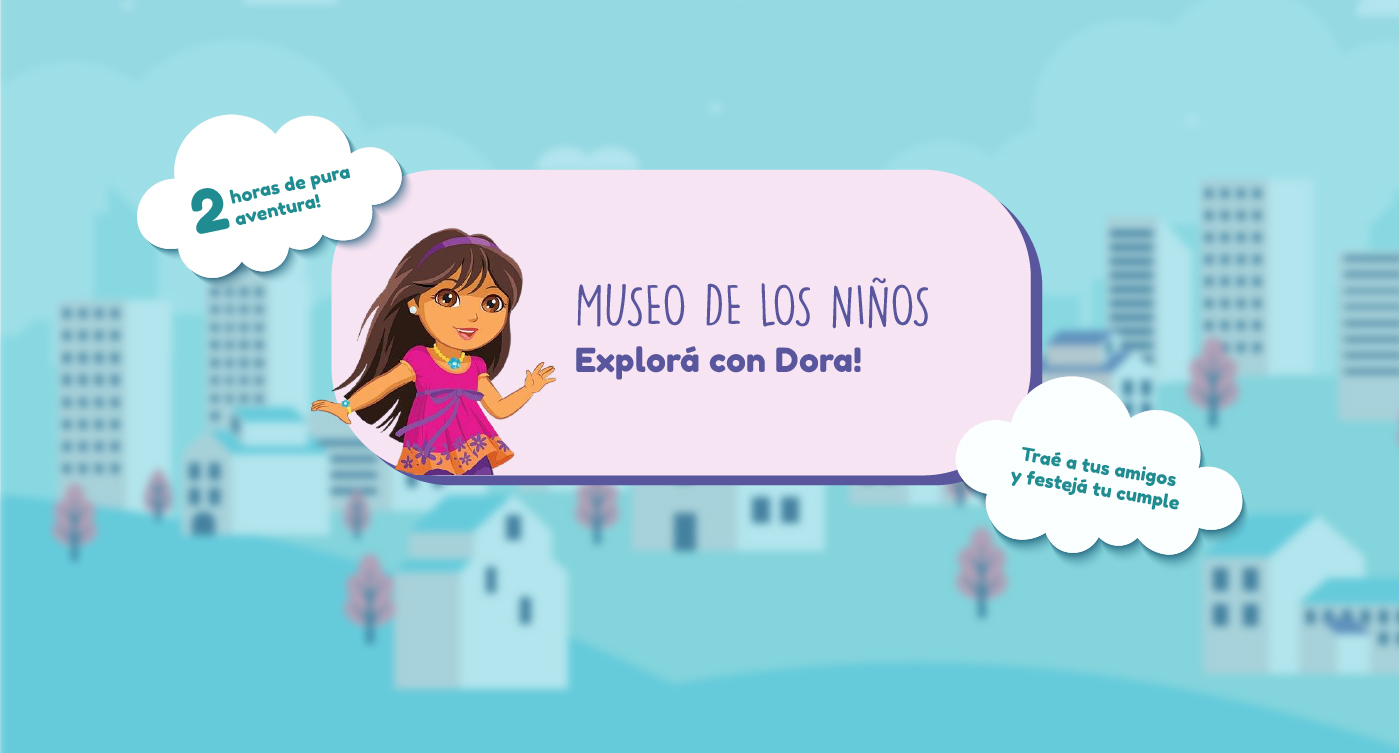 2 horas de pura
aventura!
MUSEO DE LOS NIÑOS
Explorá con Dora!
Traé a tus amigos
y festejá tu cumple